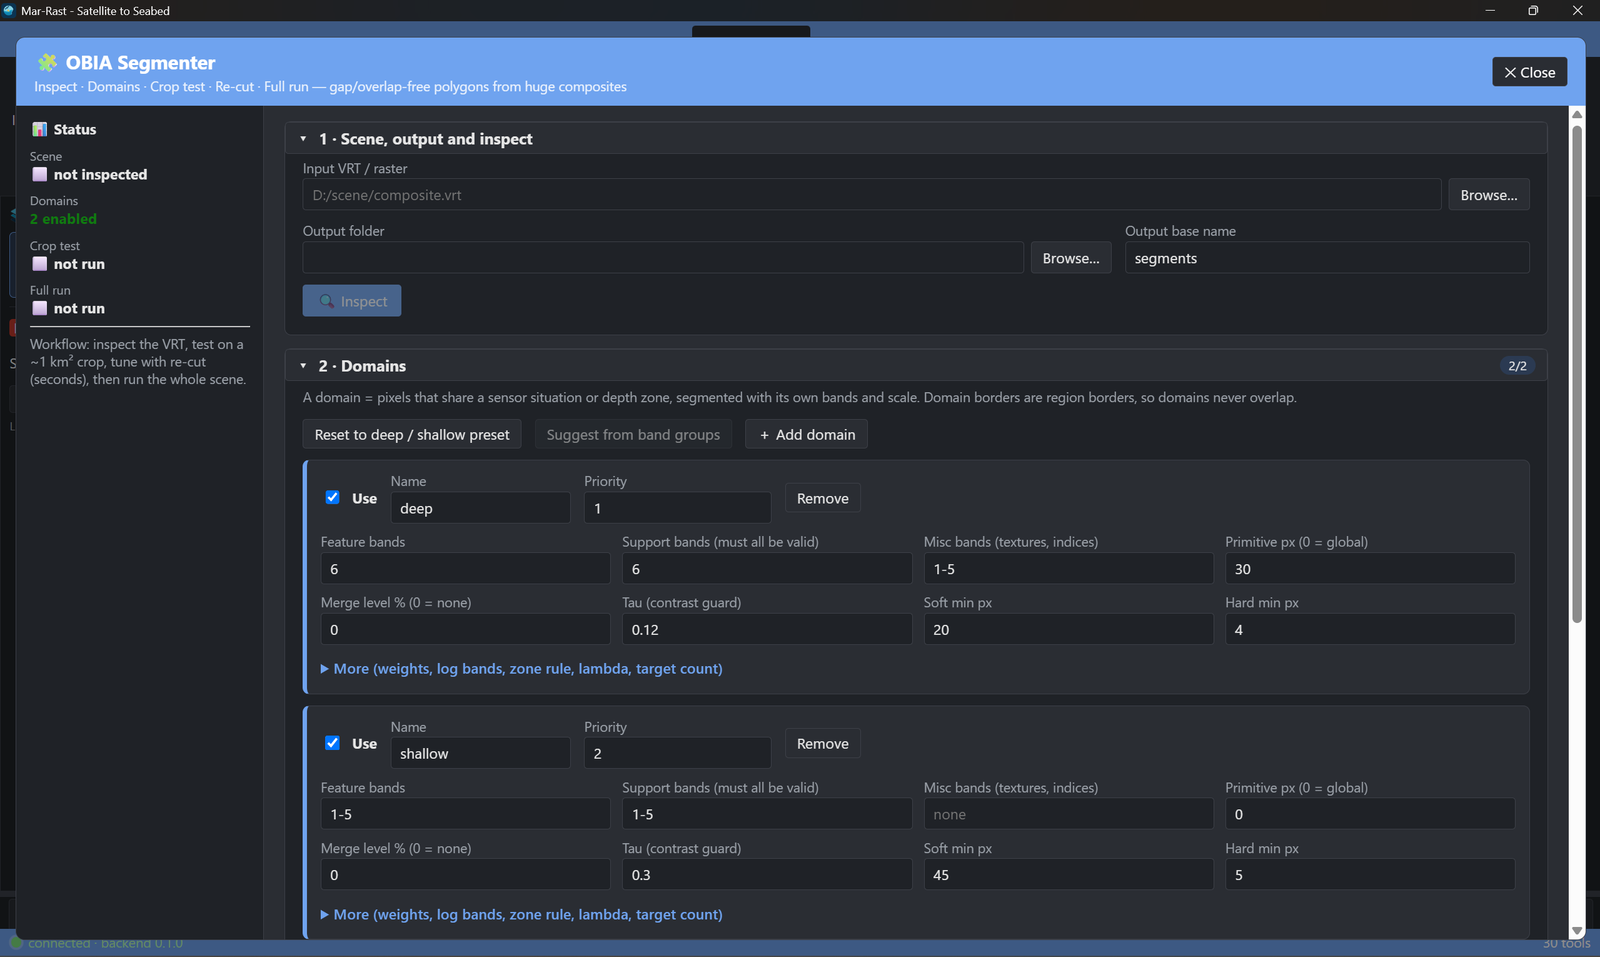 Mar-Rast - Satellite to Seabed
OBIA Segmenter
Inspect · Domains · Crop test · Re-cut · Full run — gap/overlap-free polygons from huge composites
Close
Status
Scene
not inspected
Domains
2 enabled
Crop test
not run
Full run
not run
Workflow: inspect the VRT, test on a
~1 km² crop, tune with re-cut
(seconds), then run the whole scene.
1 · Scene, output and inspect
Input VRT / raster
D:/scene/composite.vrt
Browse...
Output folder
Output base name
Browse...
segments
Inspect
2 · Domains
2/2
A domain = pixels that share a sensor situation or depth zone, segmented with its own bands and scale. Domain borders are region borders, so domains never overlap.
Reset to deep / shallow preset
Suggest from band groups
+ Add domain
Use
Name
deep
Priority
1
Remove
Feature bands
Support bands (must all be valid)
Misc bands (textures, indices)
Primitive px (0 = global)
6
6
1-5
30
Merge level % (0 = none)
Tau (contrast guard)
Soft min px
Hard min px
0
0.12
20
4
More (weights, log bands, zone rule, lambda, target count)
Use
Name
shallow
Priority
2
Remove
Feature bands
Support bands (must all be valid)
Misc bands (textures, indices)
Primitive px (0 = global)
1-5
1-5
none
0
Merge level % (0 = none)
Tau (contrast guard)
Soft min px
Hard min px
0
0.3
45
5
More (weights, log bands, zone rule, lambda, target count)
connected · backend 0.1.0
30 tools